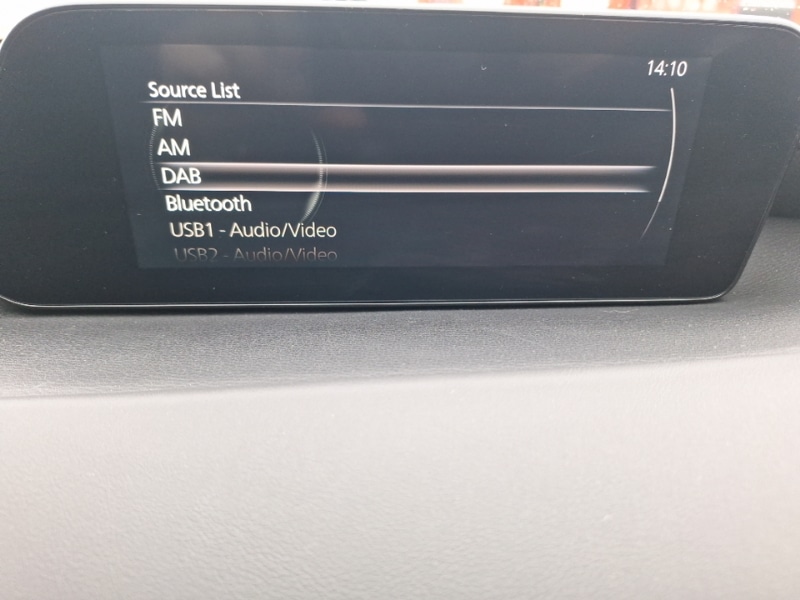 14:10
Source List
FM
AM
DAB
Bluetooth
USB1 - Audio/Video
USB2 - Audio/Video